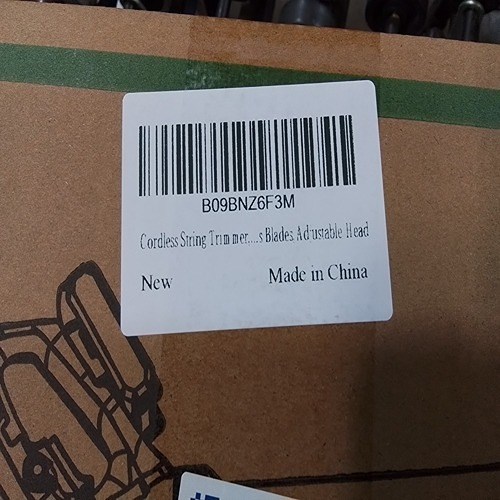 B09BNZ6F3M
Cordless String Trimmer,...s Blades Adjustable Head
New
Made in China